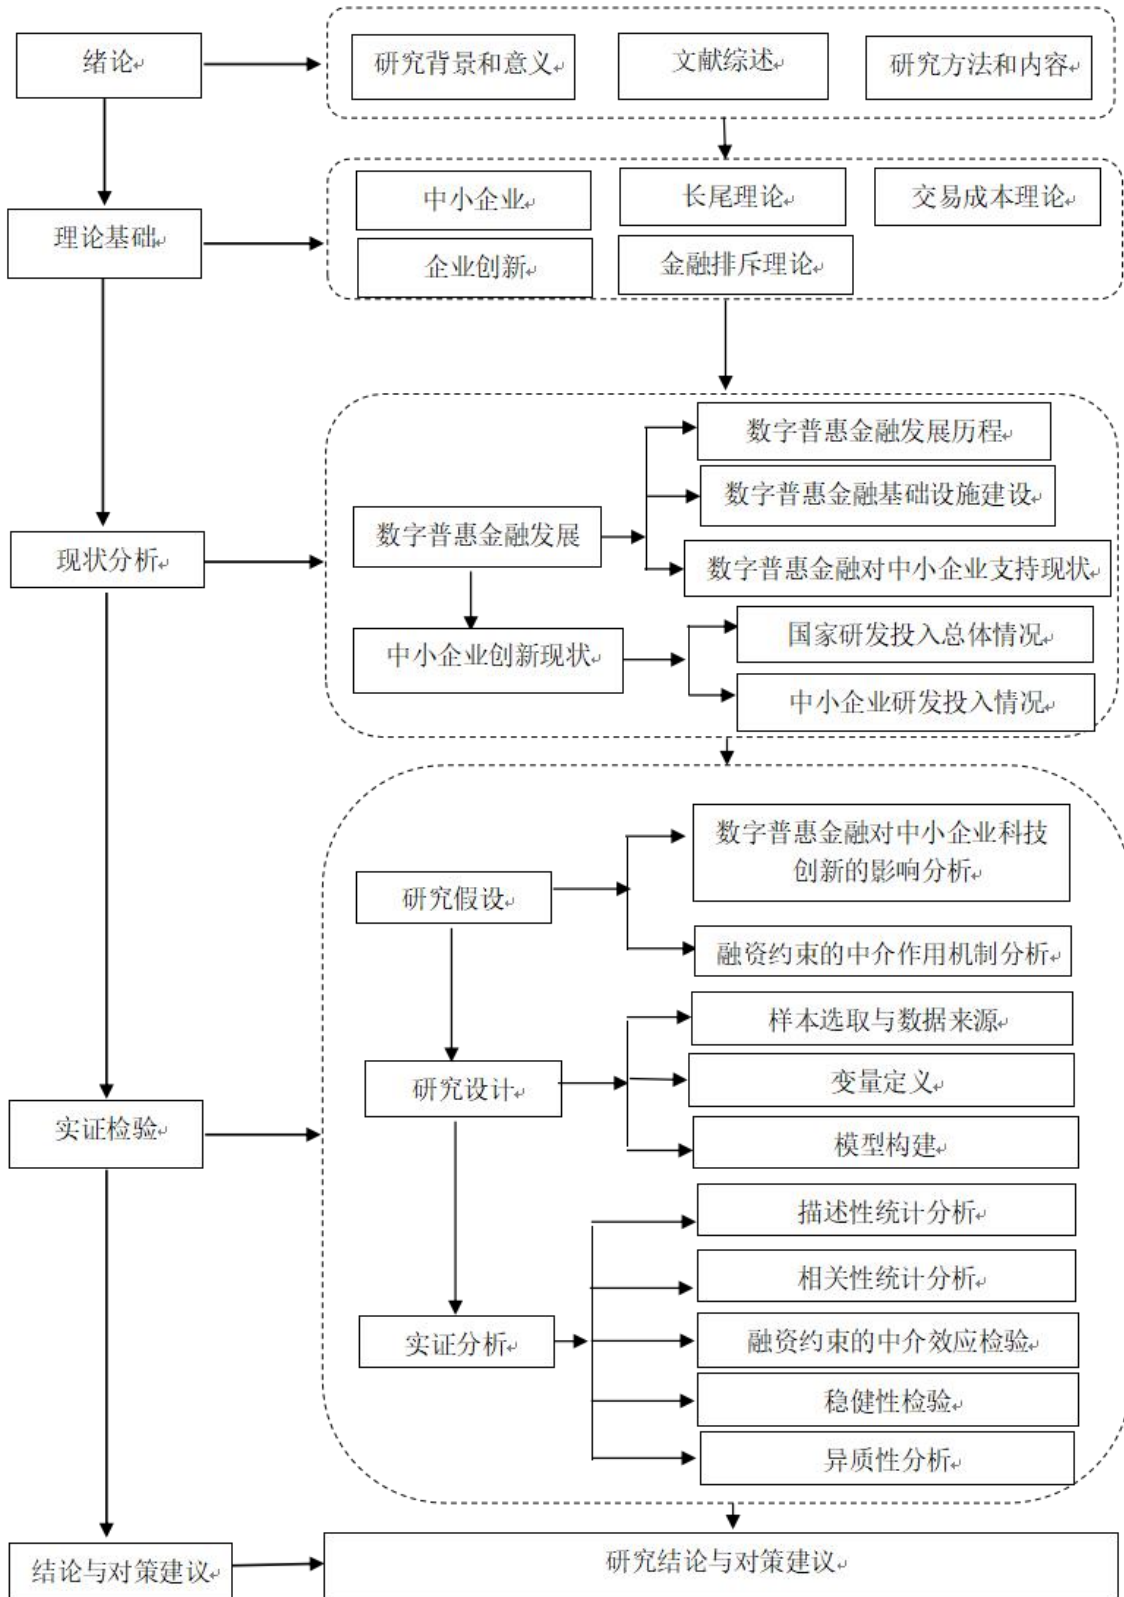 绪论
研究背景和意义
文献综述
研究方法和内容
理论基础
中小企业
长尾理论
交易成本理论
企业创新
金融排斥理论
现状分析
数字普惠金融发展
数字普惠金融发展历程
数字普惠金融基础设施建设
数字普惠金融对中小企业支持现状
中小企业创新现状
国家研发投入总体情况
中小企业研发投入情况
实证检验
研究假设
数字普惠金融对中小企业科技
创新的影响分析
融资约束的中介作用机制分析
研究设计
样本选取与数据来源
变量定义
模型构建
实证分析
描述性统计分析
相关性统计分析
融资约束的中介效应检验
稳健性检验
异质性分析
结论与对策建议
研究结论与对策建议